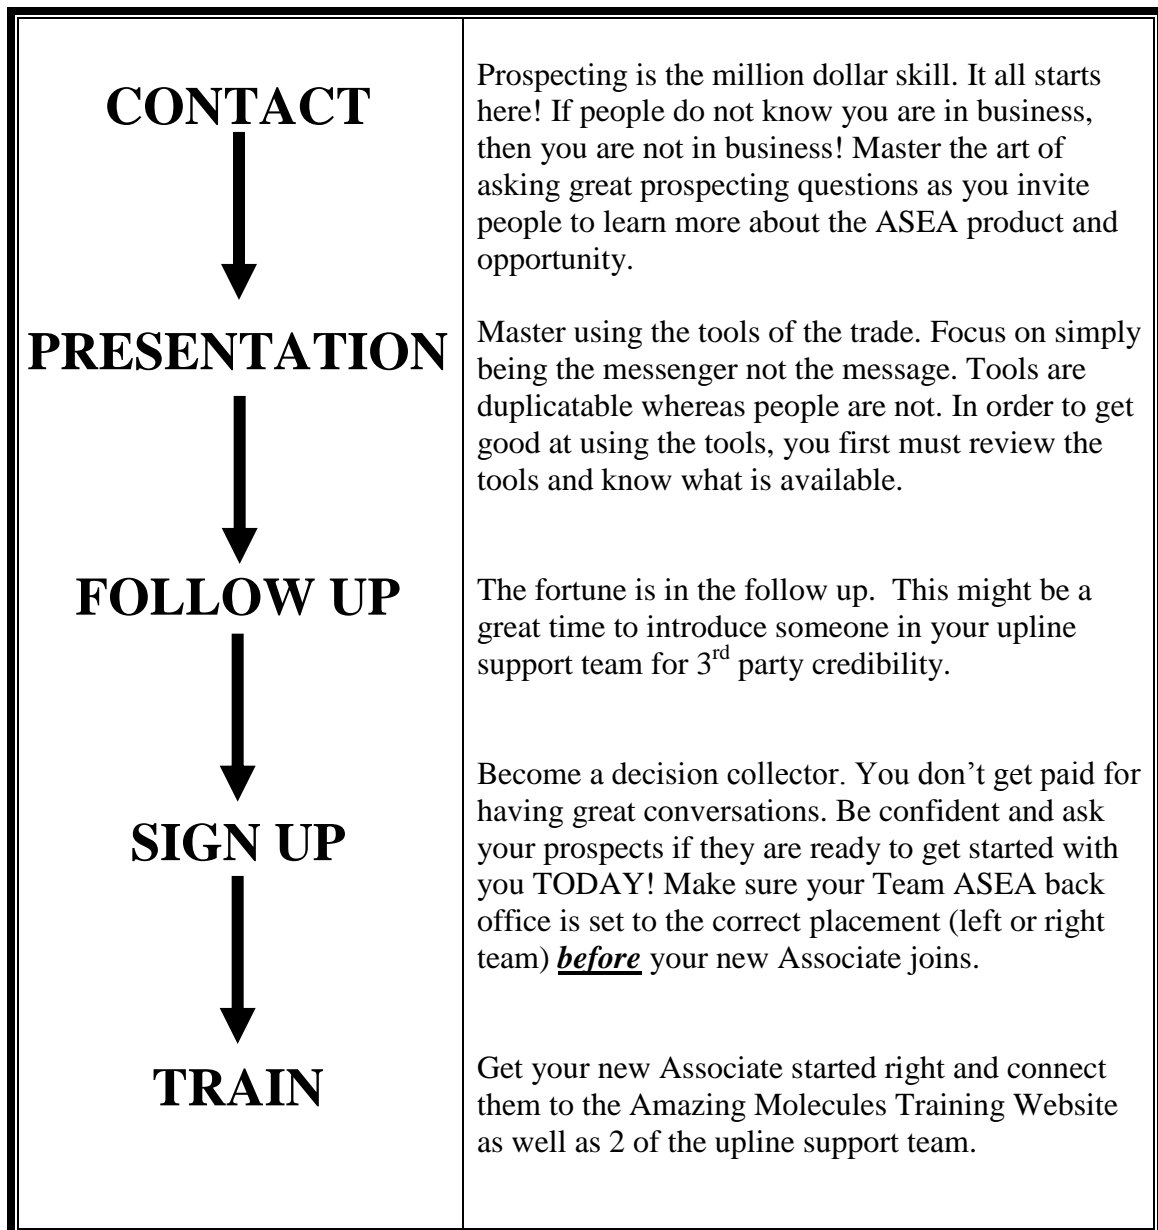 CONTACT
Prospecting is the million dollar skill. It all starts
here! If people do not know you are in business,
then you are not in business! Master the art of
asking great prospecting questions as you invite
people to learn more about the ASEA product and
opportunity.
PRESENTATION
Master using the tools of the trade. Focus on simply
being the messenger not the message. Tools are
duplicatable whereas people are not. In order to get
good at using the tools, you first must review the
tools and know what is available.
FOLLOW UP
The fortune is in the follow up.  This might be a
great time to introduce someone in your upline
support team for 3rd party credibility.
SIGN UP
Become a decision collector. You don’t get paid for
having great conversations. Be confident and ask
your prospects if they are ready to get started with
you TODAY! Make sure your Team ASEA back
office is set to the correct placement (left or right
team) before your new Associate joins.
TRAIN
Get your new Associate started right and connect
them to the Amazing Molecules Training Website
as well as 2 of the upline support team.